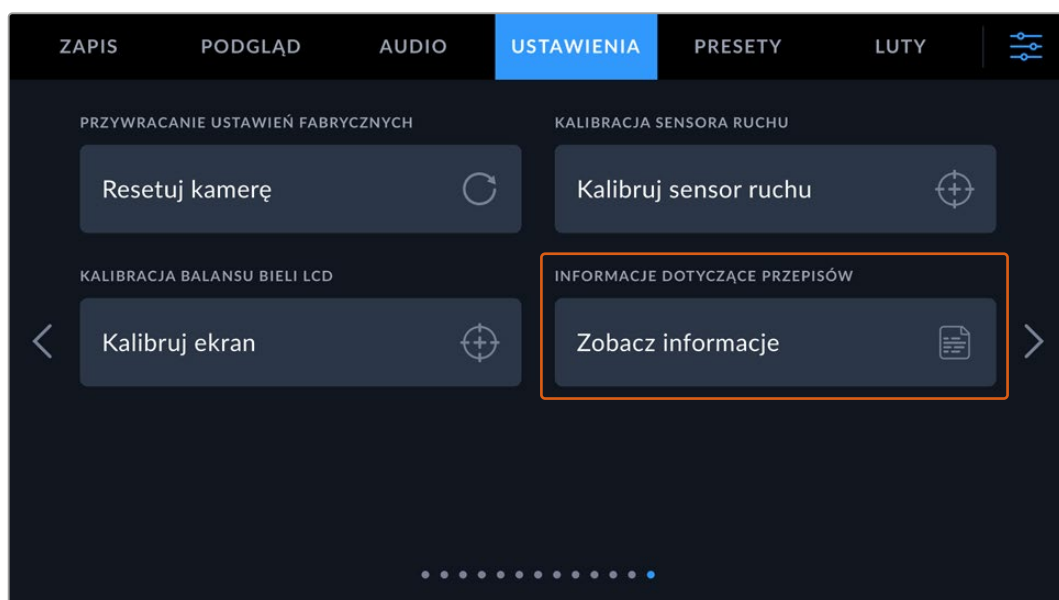 ZAPIS PODGLĄD AUDIO USTAWIENIA PRESETY LUTY
PRZYWRACANIE USTAWIEŃ FABRYCZNYCH
Resetuj kamerę
KALIBRACJA SENSORA RUCHU
Kalibruj sensor ruchu
KALIBRACJA BALANSU BIELI LCD
Kalibruj ekran
INFORMACJE DOTYCZĄCE PRZEPISÓW
Zobacz informacje